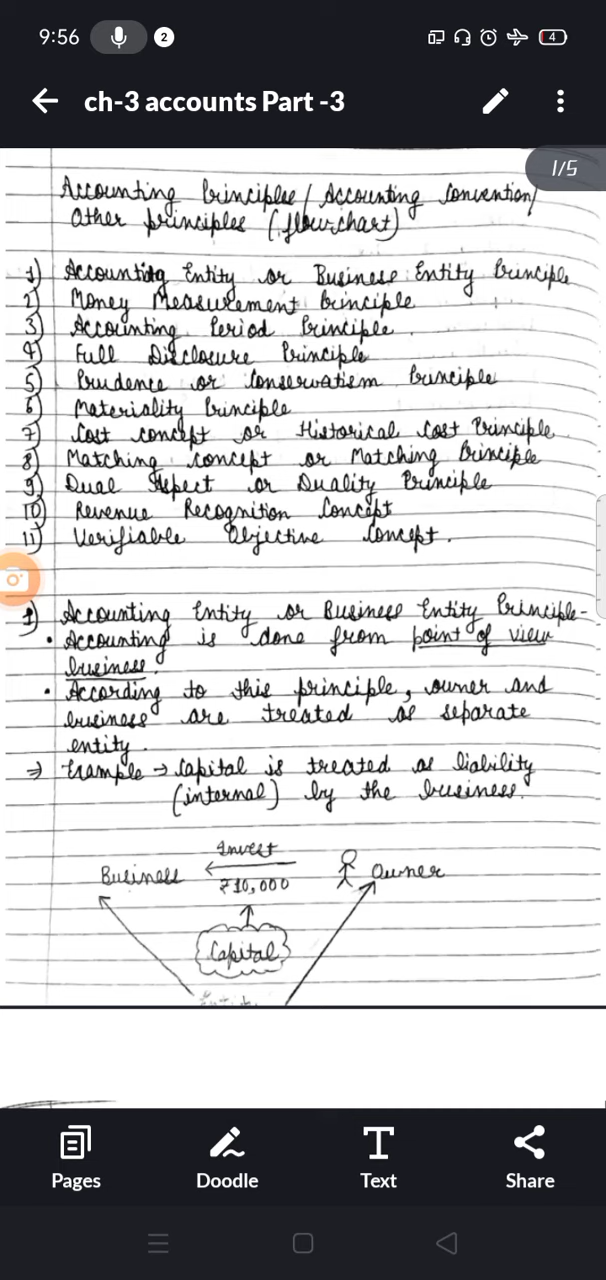 9:56
2
4
ch-3 accounts Part -3
1/5
Accounting Principles / Accounting Convention/
Other principles (flowchart)
1) Accounting Entity or Business Entity Principle
2) Money Measurement Principle
3) Accounting Period Principle.
4) Full Disclosure Principle
5) Prudence or Conservatism Principle
6) Materiality Principle
7) Cost concept or Historical Cost Principle
8) Matching concept or Matching Principle
9) Dual Aspect or Duality Principle
10) Revenue Recognition Concept
11) Verifiable Objective Concept.
1) Accounting Entity or Business Entity Principle-
• Accounting is done from point of view
business.
• According to this principle, owner and
business are treated as separate
entity.
⇒ Example → Capital is treated as liability
(internal) by the business.
Invest
Business ← Owner
₹10,000
Capital
Pages Doodle Text Share